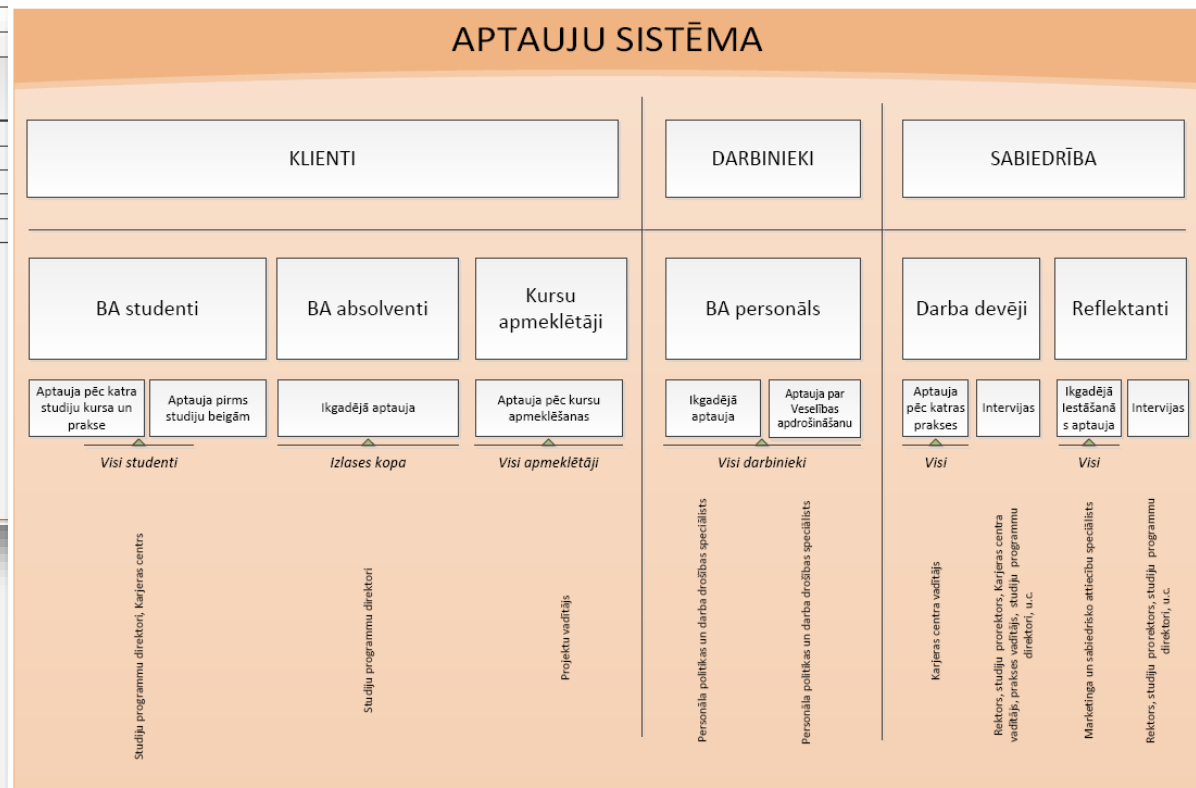 APTAUJU SISTĒMA
KLIENTI
DARBINIEKI
SABIEDRĪBA
BA studenti
BA absolventi
Kursu
apmeklētāji
BA personāls
Darba devēji
Reflektanti
Aptauja pēc katra
studiju kursa un
prakse
Aptauja pirms
studiju beigām
Ikgadējā aptauja
Aptauja pēc kursu
apmeklēšanas
Ikgadējā
aptauja
Aptauja par
Veselības
apdrošināšanu
Aptauja
pēc katras
prakses
Intervijas
Ikgadējā
Iestāšanā
s aptauja
Intervijas
Visi studenti
Izlases kopa
Visi apmeklētāji
Visi darbinieki
Visi
Visi
Studiju programmu direktori, Karjeras centrs
Studiju programmu direktori
Projektu vadītājs
Personāla politikas un darba drošības speciālists
Personāla politikas un darba drošības speciālists
Karjeras centra vadītājs
Rektors, studiju prorektors, Karjeras centra
vadītājs, prakses vadītājs, studiju programmu
direktori, u.c.
Marketinga un sabiedrisko attiecību speciālists
Rektors, studiju prorektors, studiju programmu
direktori, u.c.